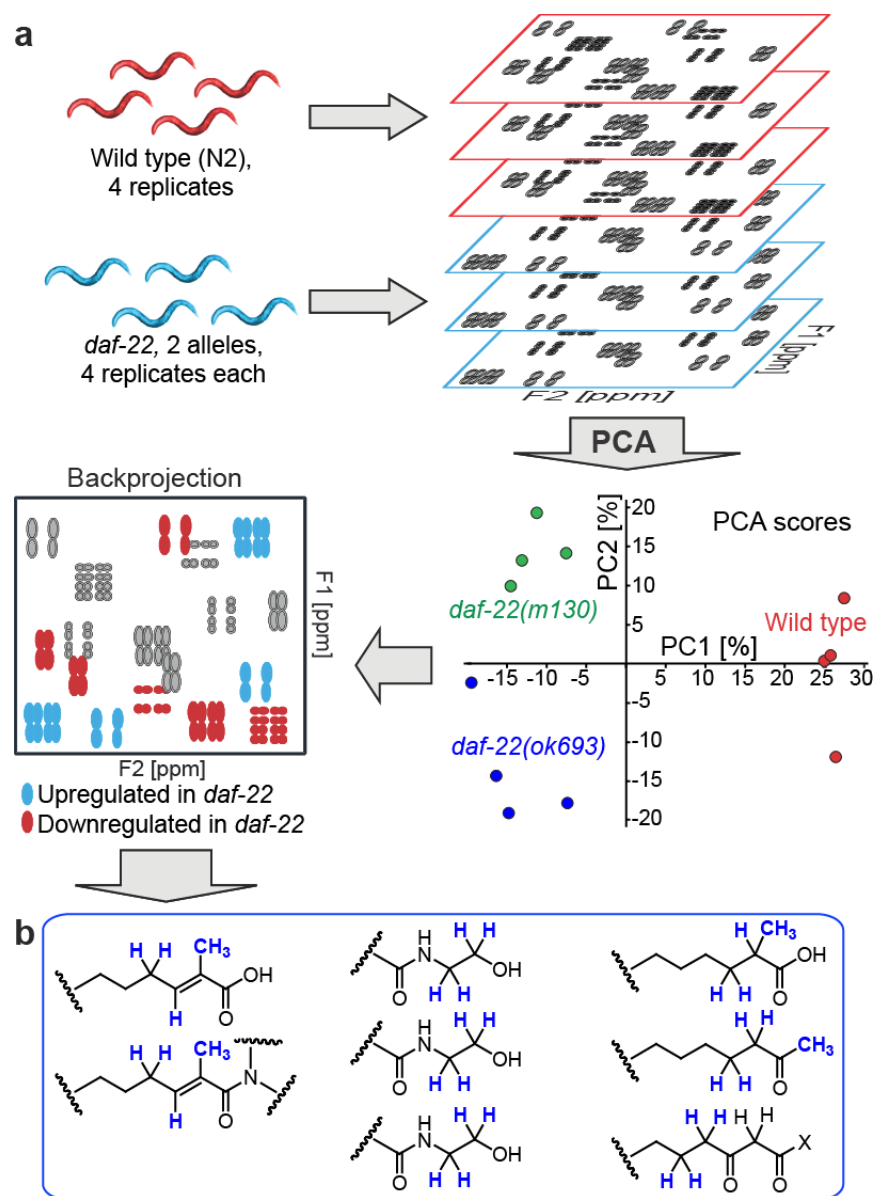 a
Wild type (N2),
4 replicates
daf-22, 2 alleles,
4 replicates each
F1 [ppm]
F2 [ppm]
PCA
Backprojection
F1 [ppm]
F2 [ppm]
Upregulated in daf-22
Downregulated in daf-22
PCA scores
PC2 [%]
20
15
10
5
daf-22(m130)
Wild type
PC1 [%]
-15 -10 -5 5 10 15 20 25 30
-5
daf-22(ok693)
-10
-15
-20
b
H H CH3
OH
H O
H CH3
N
H O
H H H
N
OH
O H H
H H H
N
OH
O H H
H H H
N
OH
O H H
H CH3
OH
H H O
H H
CH3
H H O
H H H H
X
H H O O